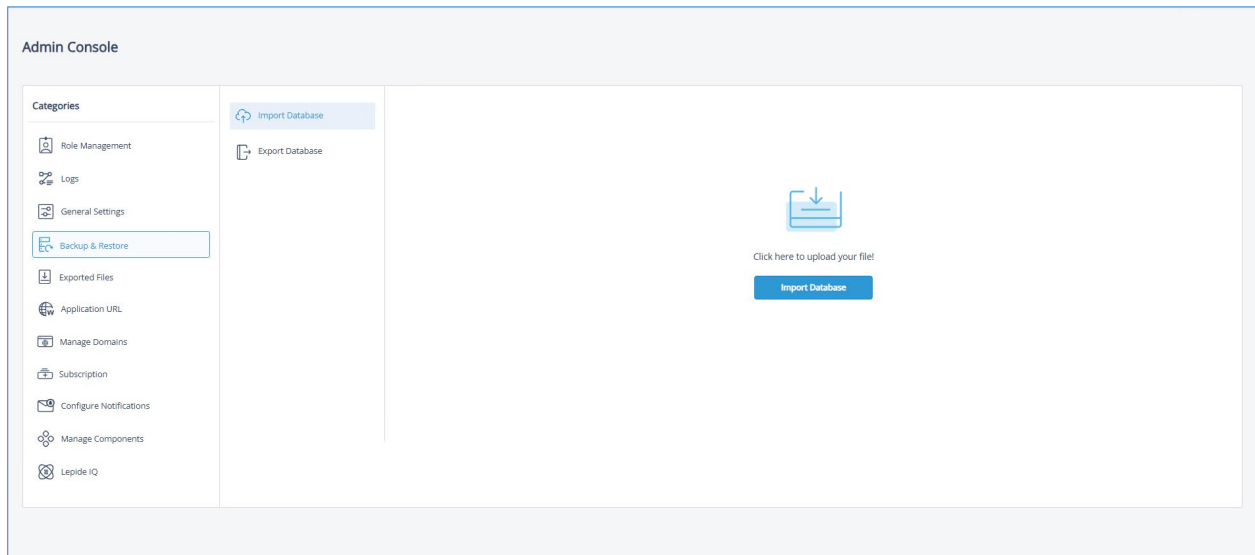 Admin Console
Categories
Role Management
Logs
General Settings
Backup & Restore
Exported Files
Application URL
Manage Domains
Subscription
Configure Notifications
Manage Components
Lepide IQ
Import Database
Export Database
Click here to upload your file!
Import Database